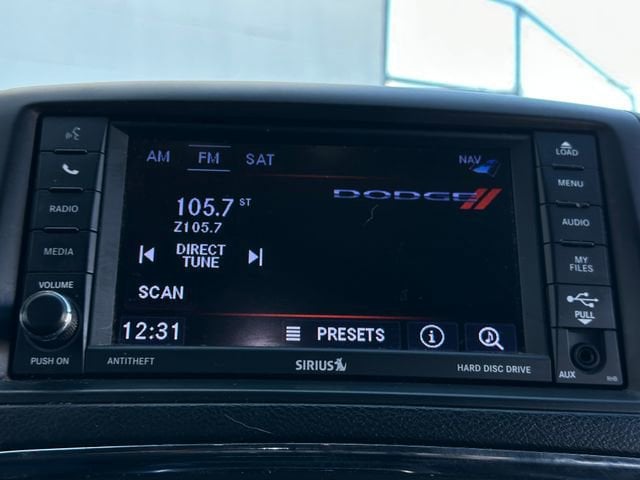 AM FM SAT NAV
DODGE
105.7 ST
Z105.7
DIRECT
TUNE
SCAN
12:31 PRESETS
RADIO
MEDIA
VOLUME
PUSH ON
ANTITHEFT
SIRIUS
HARD DISC DRIVE
LOAD
MENU
AUDIO
MY
FILES
PULL
AUX
RHB